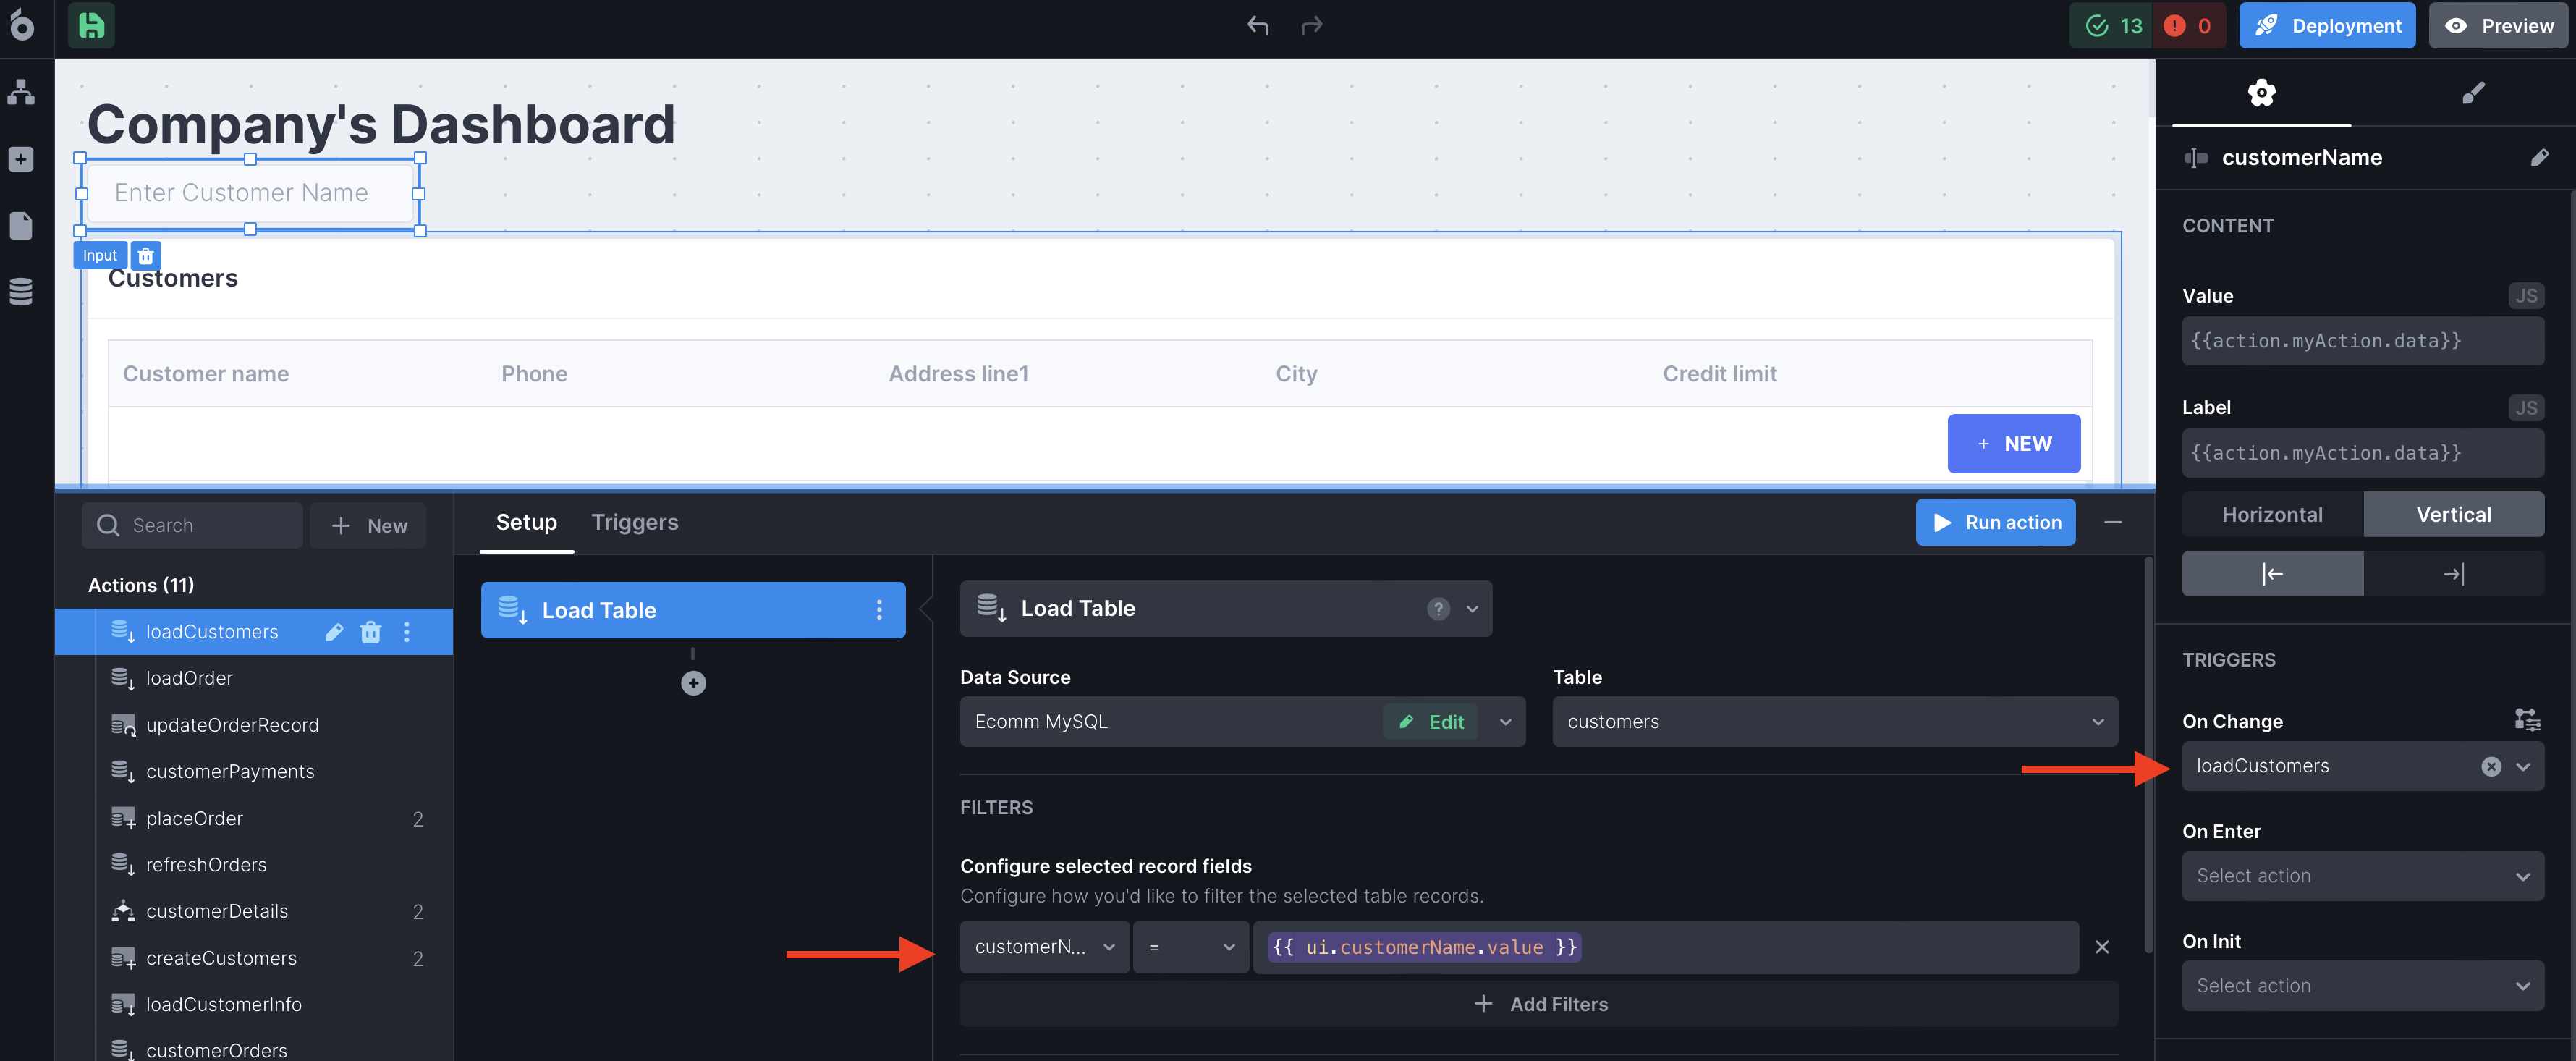 13 0 Deployment Preview
Company's Dashboard
Enter Customer Name
Input
Customers
Customer name Phone Address line1 City Credit limit
+ NEW
Search
+ New
Actions (11)
loadCustomers
loadOrder
updateOrderRecord
customerPayments
placeOrder 2
refreshOrders
customerDetails 2
createCustomers 2
loadCustomerInfo
customerOrders
Setup Triggers
Run action
Load Table
Load Table ?
Data Source Table
Ecomm MySQL Edit customers
FILTERS
Configure selected record fields
Configure how you'd like to filter the selected table records.
customerN... = {{ ui.customerName.value }}
+ Add Filters
customerName
CONTENT
Value JS
{{action.myAction.data}}
Label JS
{{action.myAction.data}}
Horizontal Vertical
TRIGGERS
On Change
loadCustomers
On Enter
Select action
On Init
Select action